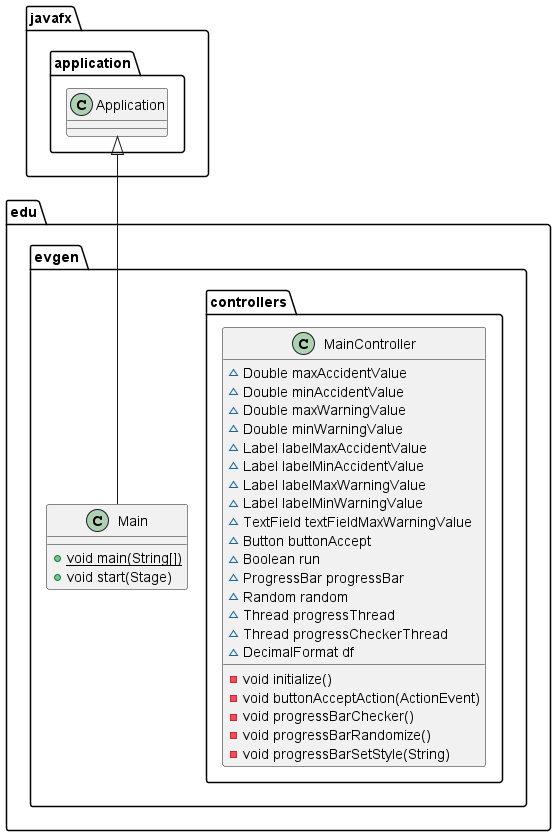 javafx
application
C Application
edu
evgen
controllers
C MainController
~ Double maxAccidentValue
~ Double minAccidentValue
~ Double maxWarningValue
~ Double minWarningValue
~ Label labelMaxAccidentValue
~ Label labelMinAccidentValue
~ Label labelMaxWarningValue
~ Label labelMinWarningValue
~ TextField textFieldMaxWarningValue
~ Button buttonAccept
~ Boolean run
~ ProgressBar progressBar
~ Random random
~ Thread progressThread
~ Thread progressCheckerThread
~ DecimalFormat df
void initialize()
void buttonAcceptAction(ActionEvent)
void progressBarChecker()
void progressBarRandomize()
void progressBarSetStyle(String)
C Main
void main(String[])
void start(Stage)